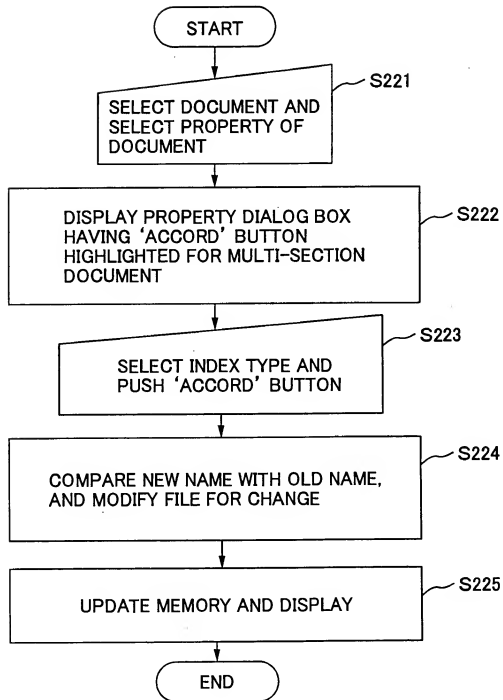 START
S221
SELECT DOCUMENT AND
SELECT PROPERTY OF
DOCUMENT
S222
DISPLAY PROPERTY DIALOG BOX
HAVING ‘ACCORD’ BUTTON
HIGHLIGHTED FOR MULTI-SECTION
DOCUMENT
S223
SELECT INDEX TYPE AND
PUSH ‘ACCORD’ BUTTON
S224
COMPARE NEW NAME WITH OLD NAME,
AND MODIFY FILE FOR CHANGE
S225
UPDATE MEMORY AND DISPLAY
END